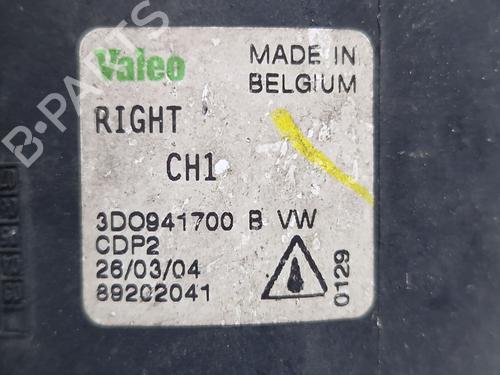 Valeo
MADE IN
BELGIUM
RIGHT
CH1
3D0941700 B VW
CDP2
26/03/04
89202041
0129
B-PARTS